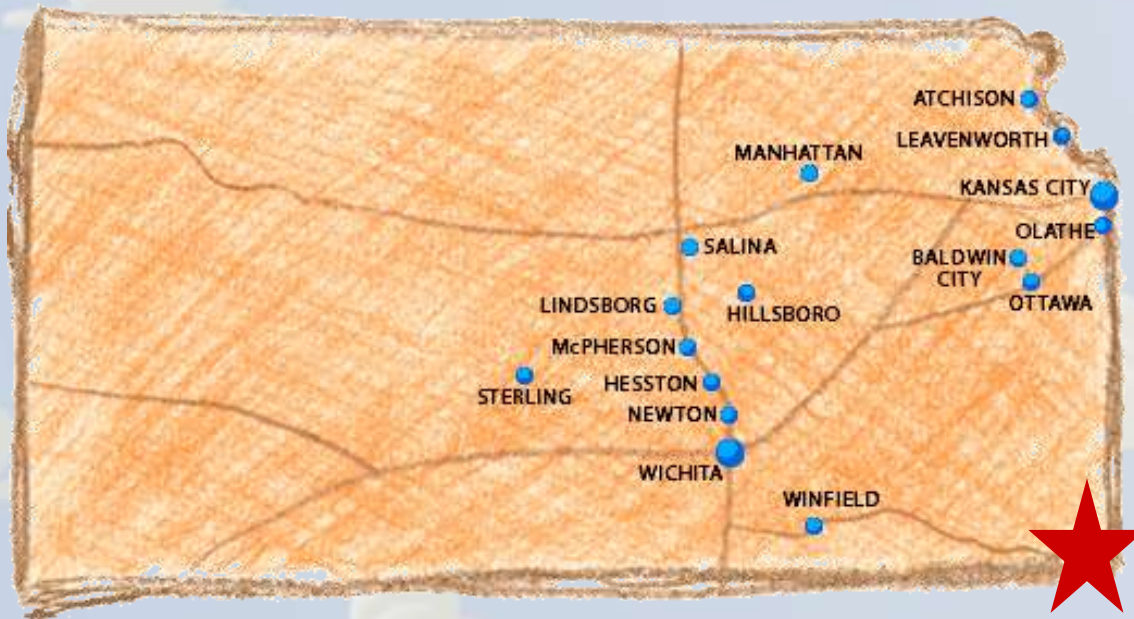 ATCHISON
LEAVENWORTH
MANHATTAN
KANSAS CITY
OLATHE
SALINA
BALDWIN
CITY
OTTAWA
LINDSBORG
HILLSBORO
McPHERSON
HESSTON
STERLING
NEWTON
WICHITA
WINFIELD